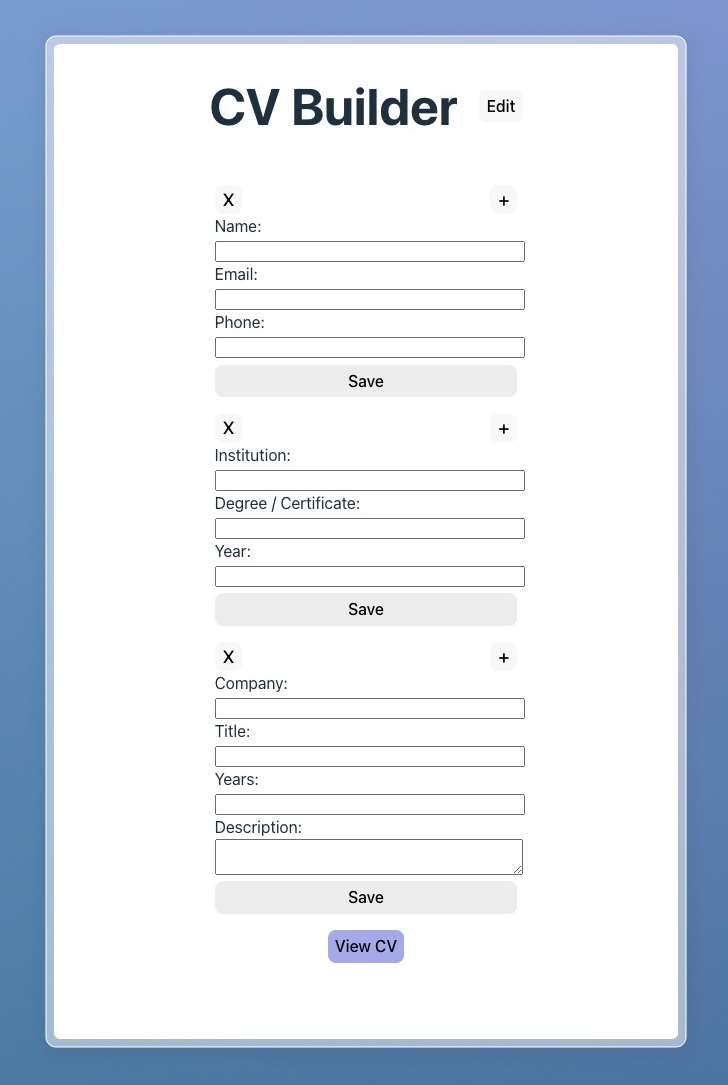 CV Builder Edit
X +
Name:
Email:
Phone:
Save
X +
Institution:
Degree / Certificate:
Year:
Save
X +
Company:
Title:
Years:
Description:
Save
View CV